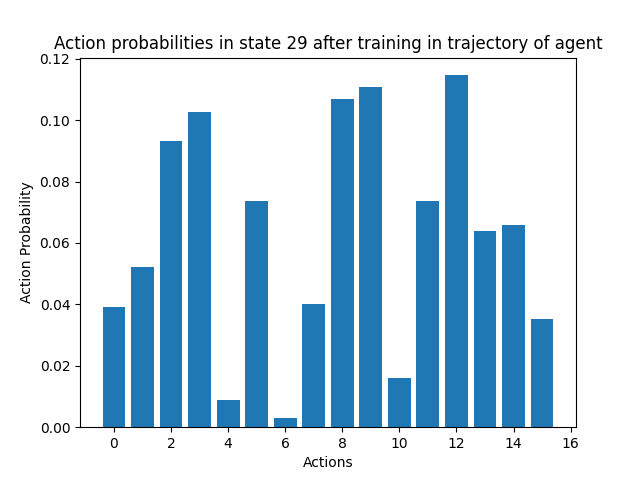 Action probabilities in state 29 after training in trajectory of agent
0.12
0.10
0.08
0.06
0.04
0.02
0.00
Action Probability
0 2 4 6 8 10 12 14 16
Actions